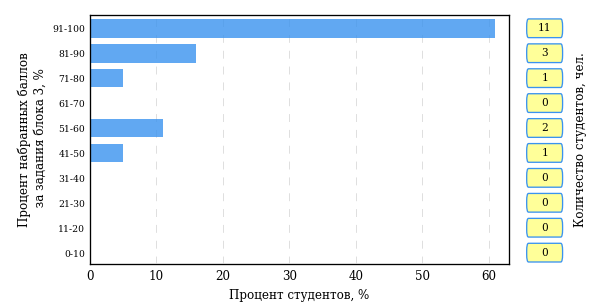 Процент набранных баллов
за задания блока 3, %
91-100 11
81-90 3
71-80 1
61-70 0
51-60 2
41-50 1
31-40 0
21-30 0
11-20 0
0-10 0
0 10 20 30 40 50 60
Процент студентов, %
Количество студентов, чел.